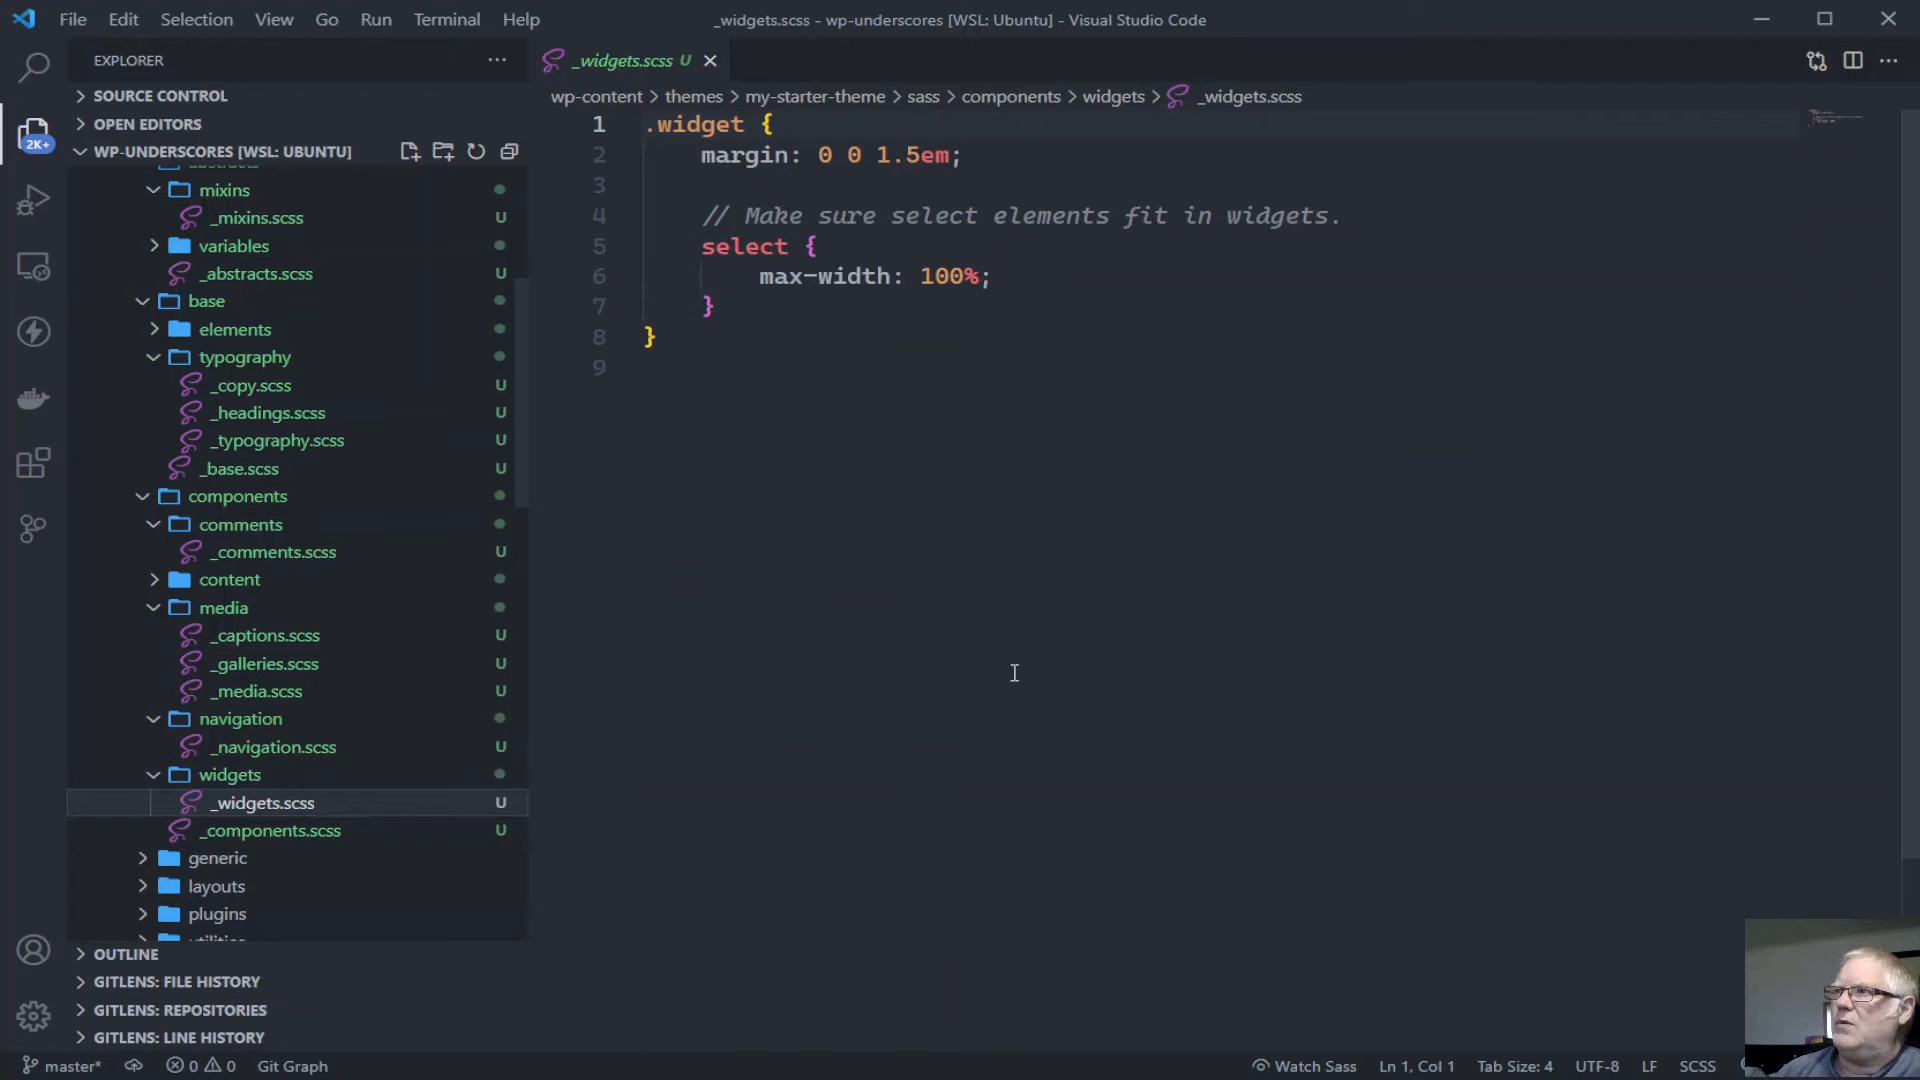 File Edit Selection View Go Run Terminal Help
_widgets.scss - wp-underscores [WSL: Ubuntu] - Visual Studio Code
EXPLORER
SOURCE CONTROL
OPEN EDITORS
WP-UNDERSCORES [WSL: UBUNTU]
2K+
mixins
_mixins.scss U
variables
_abstracts.scss U
base
elements
typography
_copy.scss U
_headings.scss U
_typography.scss U
_base.scss U
components
comments
_comments.scss U
content
media
_captions.scss U
_galleries.scss U
_media.scss U
navigation
_navigation.scss U
widgets
_widgets.scss U
_components.scss U
generic
layouts
plugins
OUTLINE
GITLENS: FILE HISTORY
GITLENS: REPOSITORIES
GITLENS: LINE HISTORY
_widgets.scss U
wp-content > themes > my-starter-theme > sass > components > widgets > _widgets.scss
1 .widget {
2 margin: 0 0 1.5em;
3
4 // Make sure select elements fit in widgets.
5 select {
6 max-width: 100%;
7 }
8 }
9
master* 0 0 Git Graph
Watch Sass Ln 1, Col 1 Tab Size: 4 UTF-8 LF SCSS